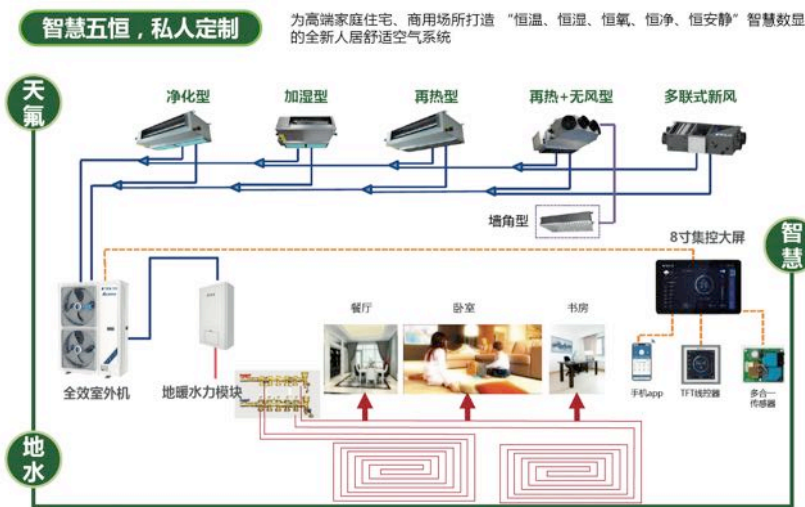 智慧五恒，私人定制
为高端家庭住宅、商用场所打造 “恒温、恒湿、恒氧、恒净、恒安静”智慧数显
的全新人居舒适空气系统
天
氟
净化型
加湿型
再热型
再热+无风型
多联式新风
墙角型
8寸集控大屏
智
慧
餐厅
卧室
书房
全效室外机
地暖水力模块
手机app
TFT线控器
多合一
传感器
地
水